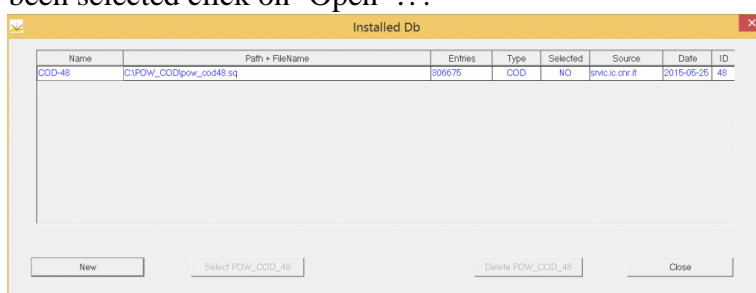 been selected click on "Open"…
Installed Db
Name Path + FileName Entries Type Selected Source Date ID
COD-48 C:\POW_COD\pow_cod48.sq 306675 COD NO srvic.ic.cnr.it 2015-05-25 48
New Select POW_COD_48 Delete POW_COD_48 Close